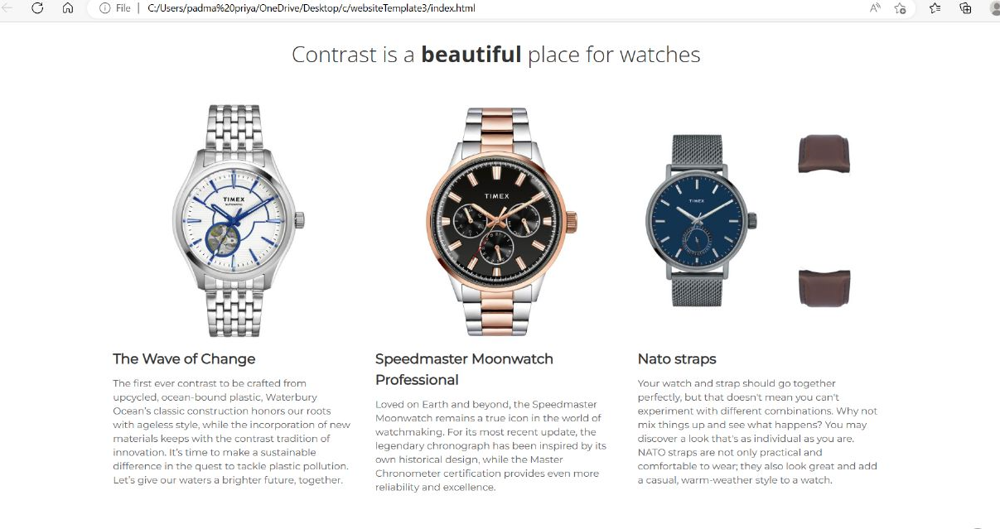 File | C:/Users/padma%20priya/OneDrive/Desktop/c/websiteTemplate3/index.html
Contrast is a beautiful place for watches
TIMEX
AUTOMATIC
TIMEX
TIMEX
The Wave of Change
The first ever contrast to be crafted from
upcycled, ocean-bound plastic, Waterbury
Ocean's classic construction honors our roots
with ageless style, while the incorporation of new
materials keeps with the contrast tradition of
innovation. It's time to make a sustainable
difference in the quest to tackle plastic pollution.
Let's give our waters a brighter future, together.
Speedmaster Moonwatch
Professional
Loved on Earth and beyond, the Speedmaster
Moonwatch remains a true icon in the world of
watchmaking. For its most recent update, the
legendary chronograph has been inspired by its
own historical design, while the Master
Chronometer certification provides even more
reliability and excellence.
Nato straps
Your watch and strap should go together
perfectly, but that doesn't mean you can't
experiment with different combinations. Why not
mix things up and see what happens? You may
discover a look that's as individual as you are.
NATO straps are not only practical and
comfortable to wear; they also look great and add
a casual, warm-weather style to a watch.